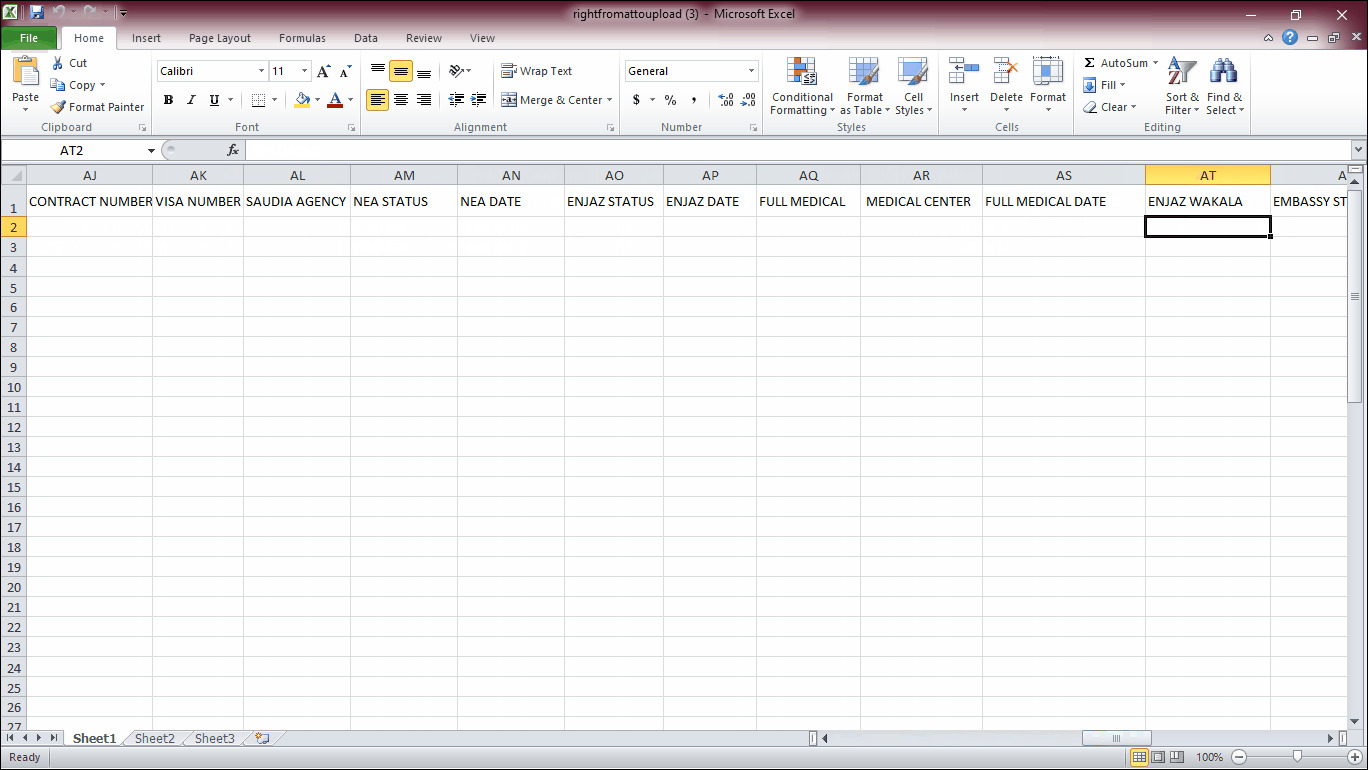 rightfromattoupload (3) - Microsoft Excel
File Home Insert Page Layout Formulas Data Review View
Paste
Cut
Copy
Format Painter
Clipboard
Calibri 11
B I U A
Font
Wrap Text
Merge & Center
Alignment
General
$ % ,
Number
Conditional Formatting
Format as Table
Cell Styles
Styles
Insert Delete Format
Cells
Σ AutoSum
Fill
Clear
Sort & Filter
Find & Select
Editing
AT2 fx
AJ AK AL AM AN AO AP AQ AR AS AT A
1 CONTRACT NUMBER VISA NUMBER SAUDIA AGENCY NEA STATUS NEA DATE ENJAZ STATUS ENJAZ DATE FULL MEDICAL MEDICAL CENTER FULL MEDICAL DATE ENJAZ WAKALA EMBASSY ST
2
3
4
5
6
7
8
9
10
11
12
13
14
15
16
17
18
19
20
21
22
23
24
25
26
27
Sheet1 Sheet2 Sheet3
Ready 100%